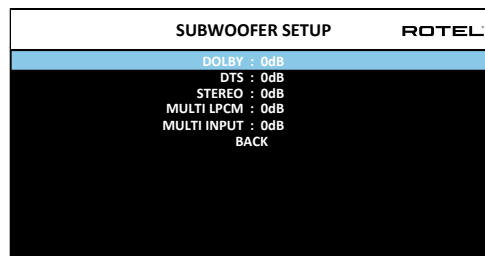 SUBWOOFER SETUP ROTEL
DOLBY : 0dB
DTS : 0dB
STEREO : 0dB
MULTI LPCM : 0dB
MULTI INPUT : 0dB
BACK